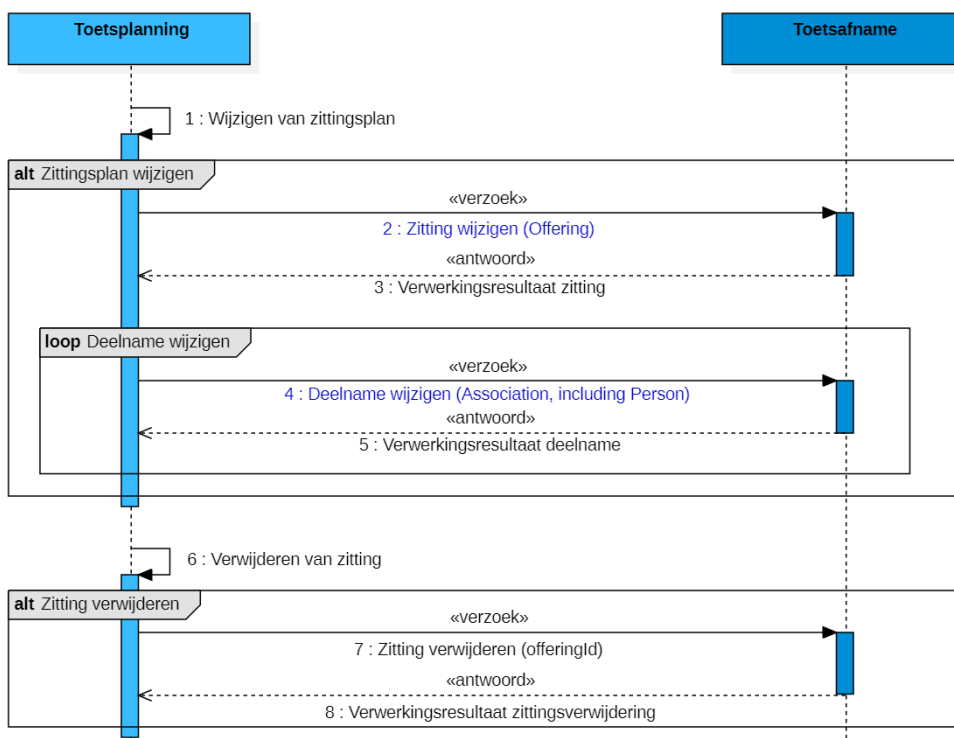 Toetsplanning
Toetsafname
1 : Wijzigen van zittingsplan
alt Zittingsplan wijzigen
«verzoek»
2 : Zitting wijzigen (Offering)
«antwoord»
3 : Verwerkingsresultaat zitting
loop Deelname wijzigen
«verzoek»
4 : Deelname wijzigen (Association, including Person)
«antwoord»
5 : Verwerkingsresultaat deelname
6 : Verwijderen van zitting
alt Zitting verwijderen
«verzoek»
7 : Zitting verwijderen (offeringId)
«antwoord»
8 : Verwerkingsresultaat zittingsverwijdering